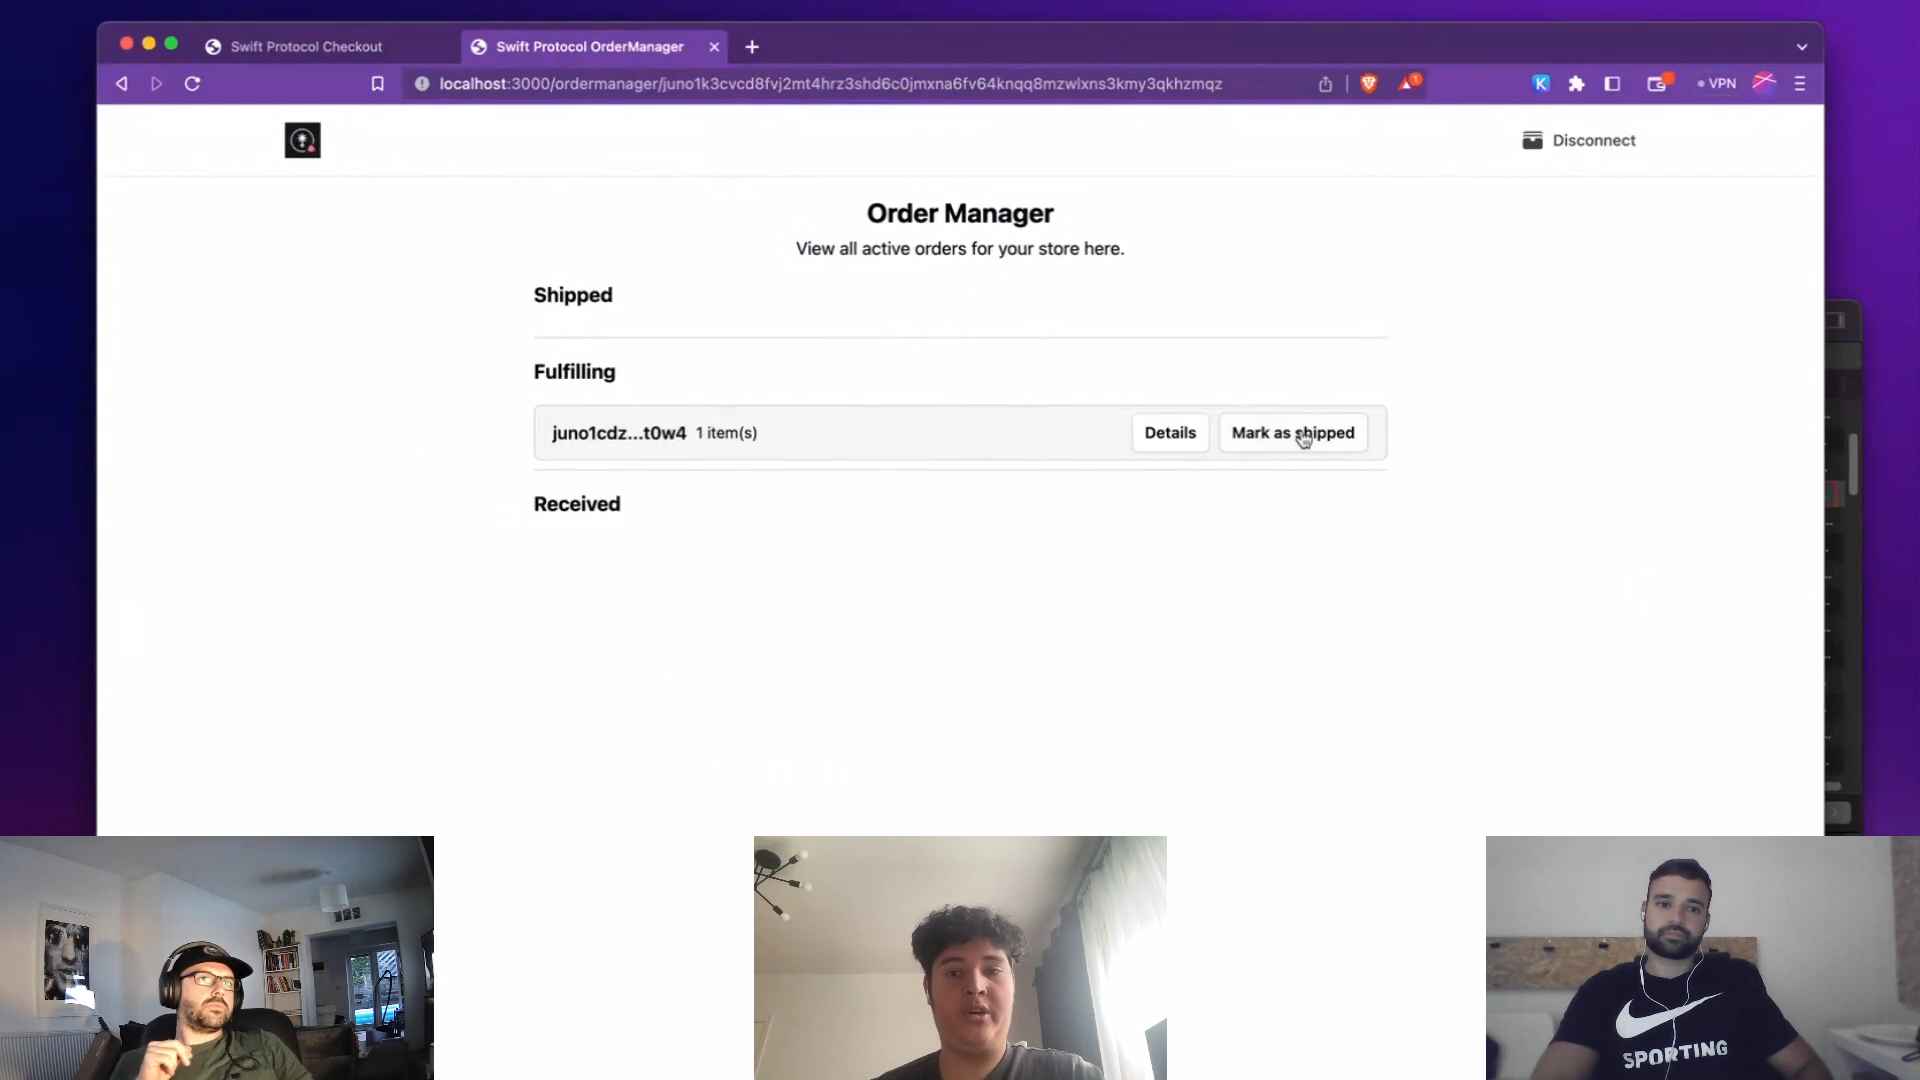 Swift Protocol Checkout
Swift Protocol OrderManager
localhost:3000/ordermanager/juno1k3cvcd8fvj2mt4hrz3shd6c0jmxna6fv64knqq8mzwlxns3kmy3qkhzmqz
1
K
VPN
Disconnect
Order Manager
View all active orders for your store here.
Shipped
Fulfilling
juno1cdz...t0w4 1 item(s)
Details
Mark as shipped
Received
SPORTING